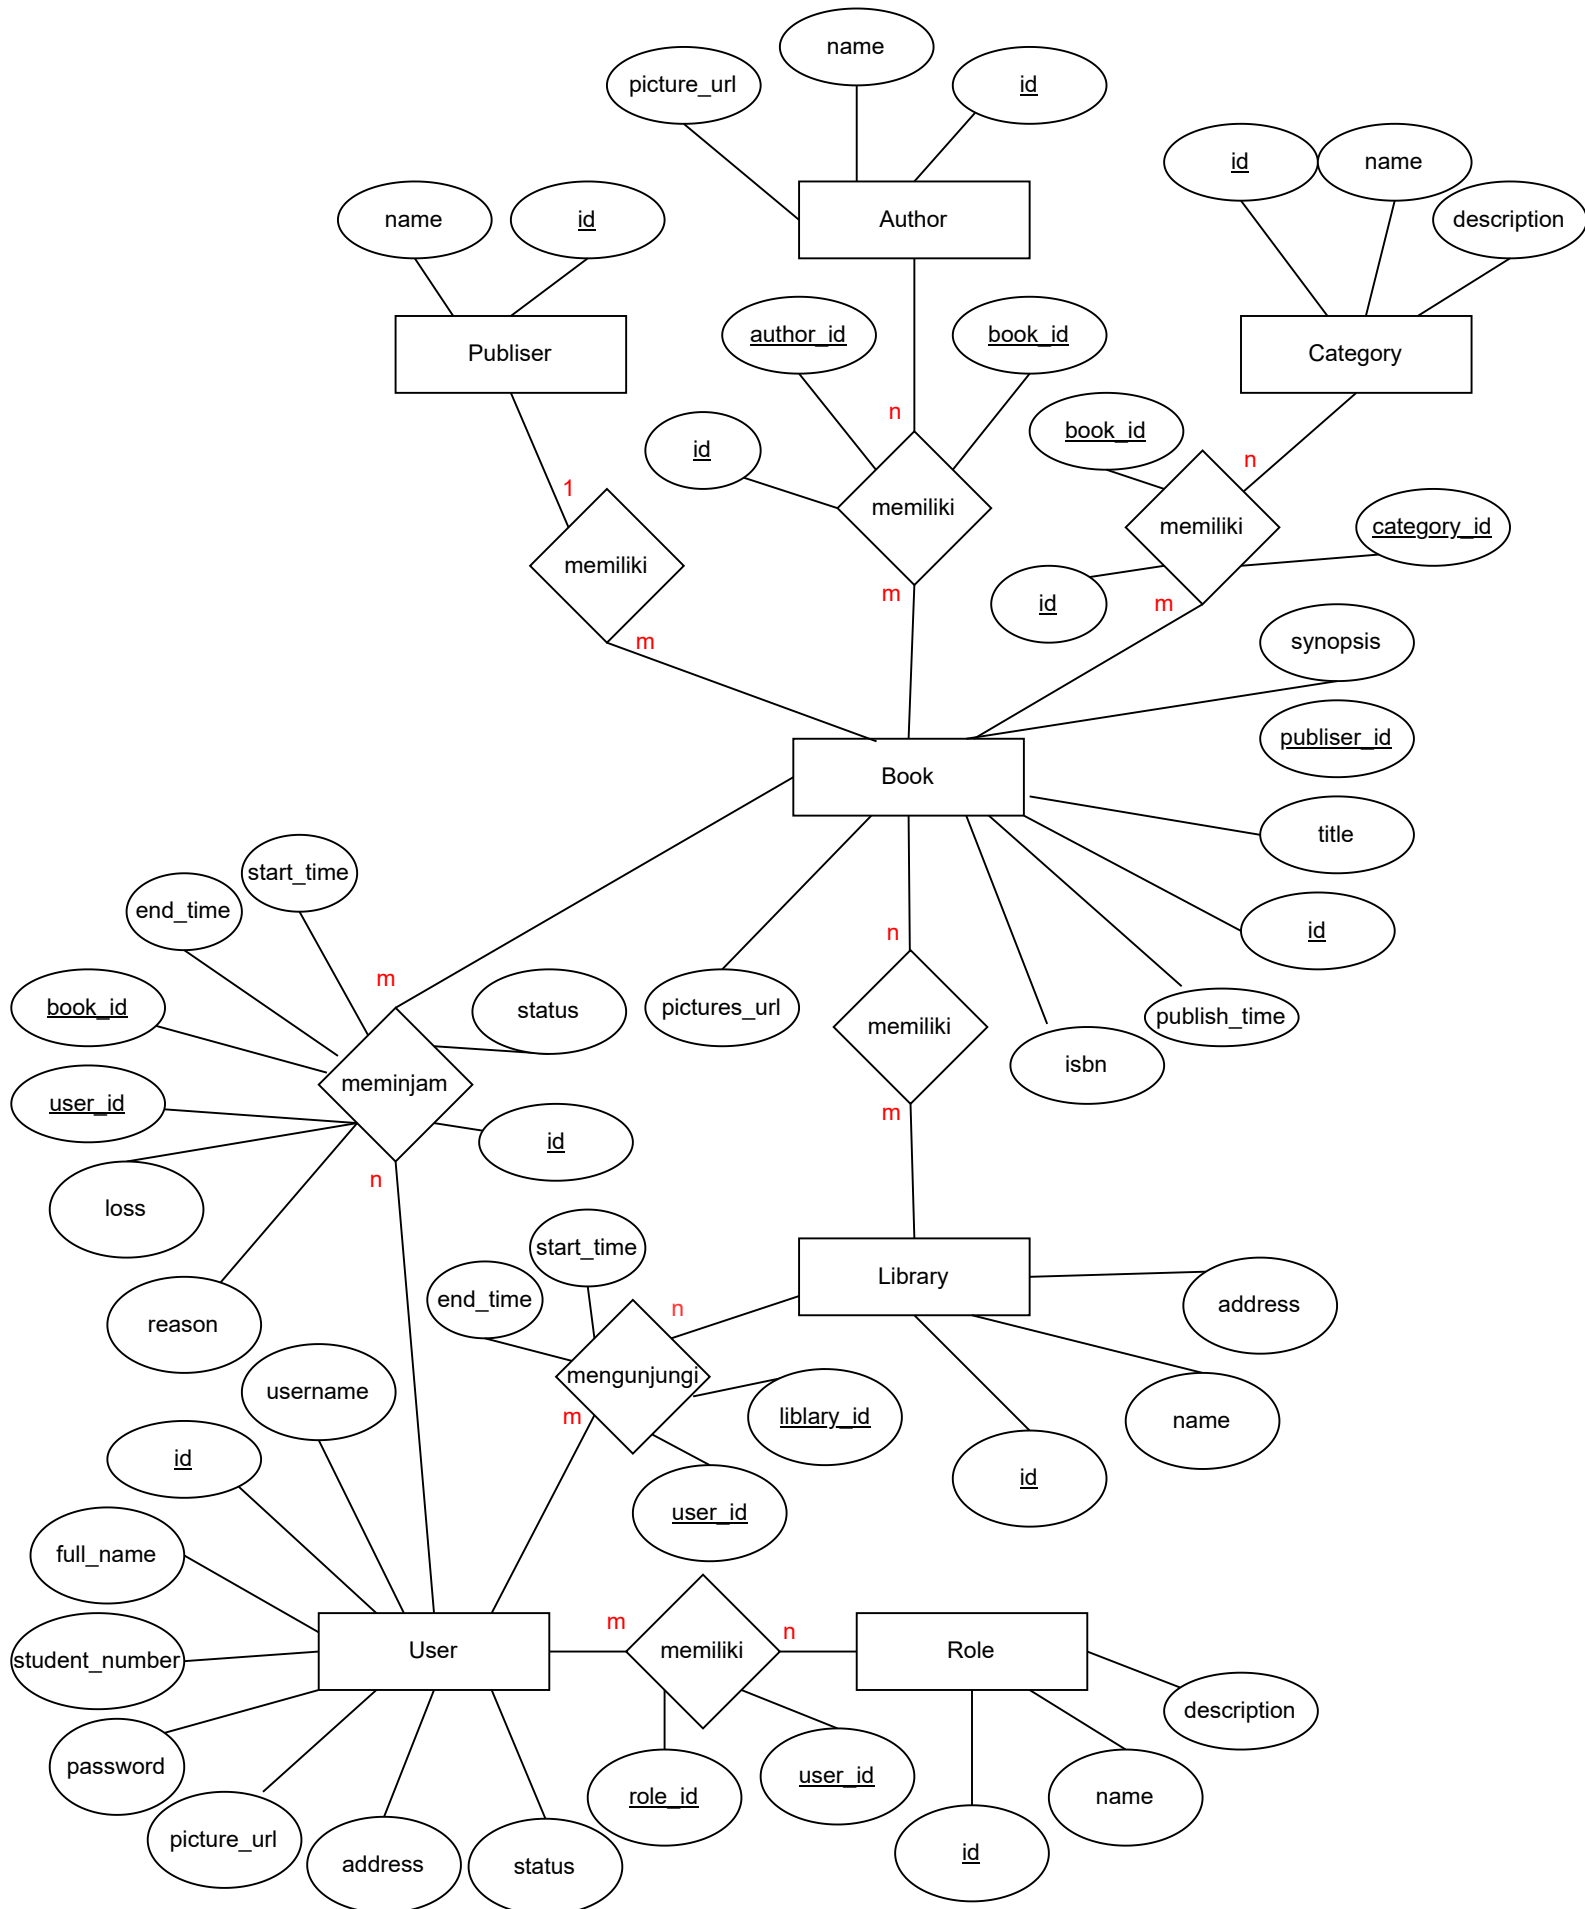 name
picture_url
id
id
name
name
id
Author
description
Publiser
author_id
book_id
Category
n
book_id
id
n
1
memiliki
memiliki
category_id
memiliki
m
id
m
m
synopsis
publiser_id
Book
title
start_time
end_time
n
id
m
book_id
status
pictures_url
memiliki
publish_time
isbn
meminjam
user_id
m
id
n
loss
start_time
Library
end_time
n
address
reason
mengunjungi
username
m
liblary_id
name
id
id
user_id
full_name
m
n
student_number
User
memiliki
Role
description
password
user_id
role_id
name
picture_url
id
address
status